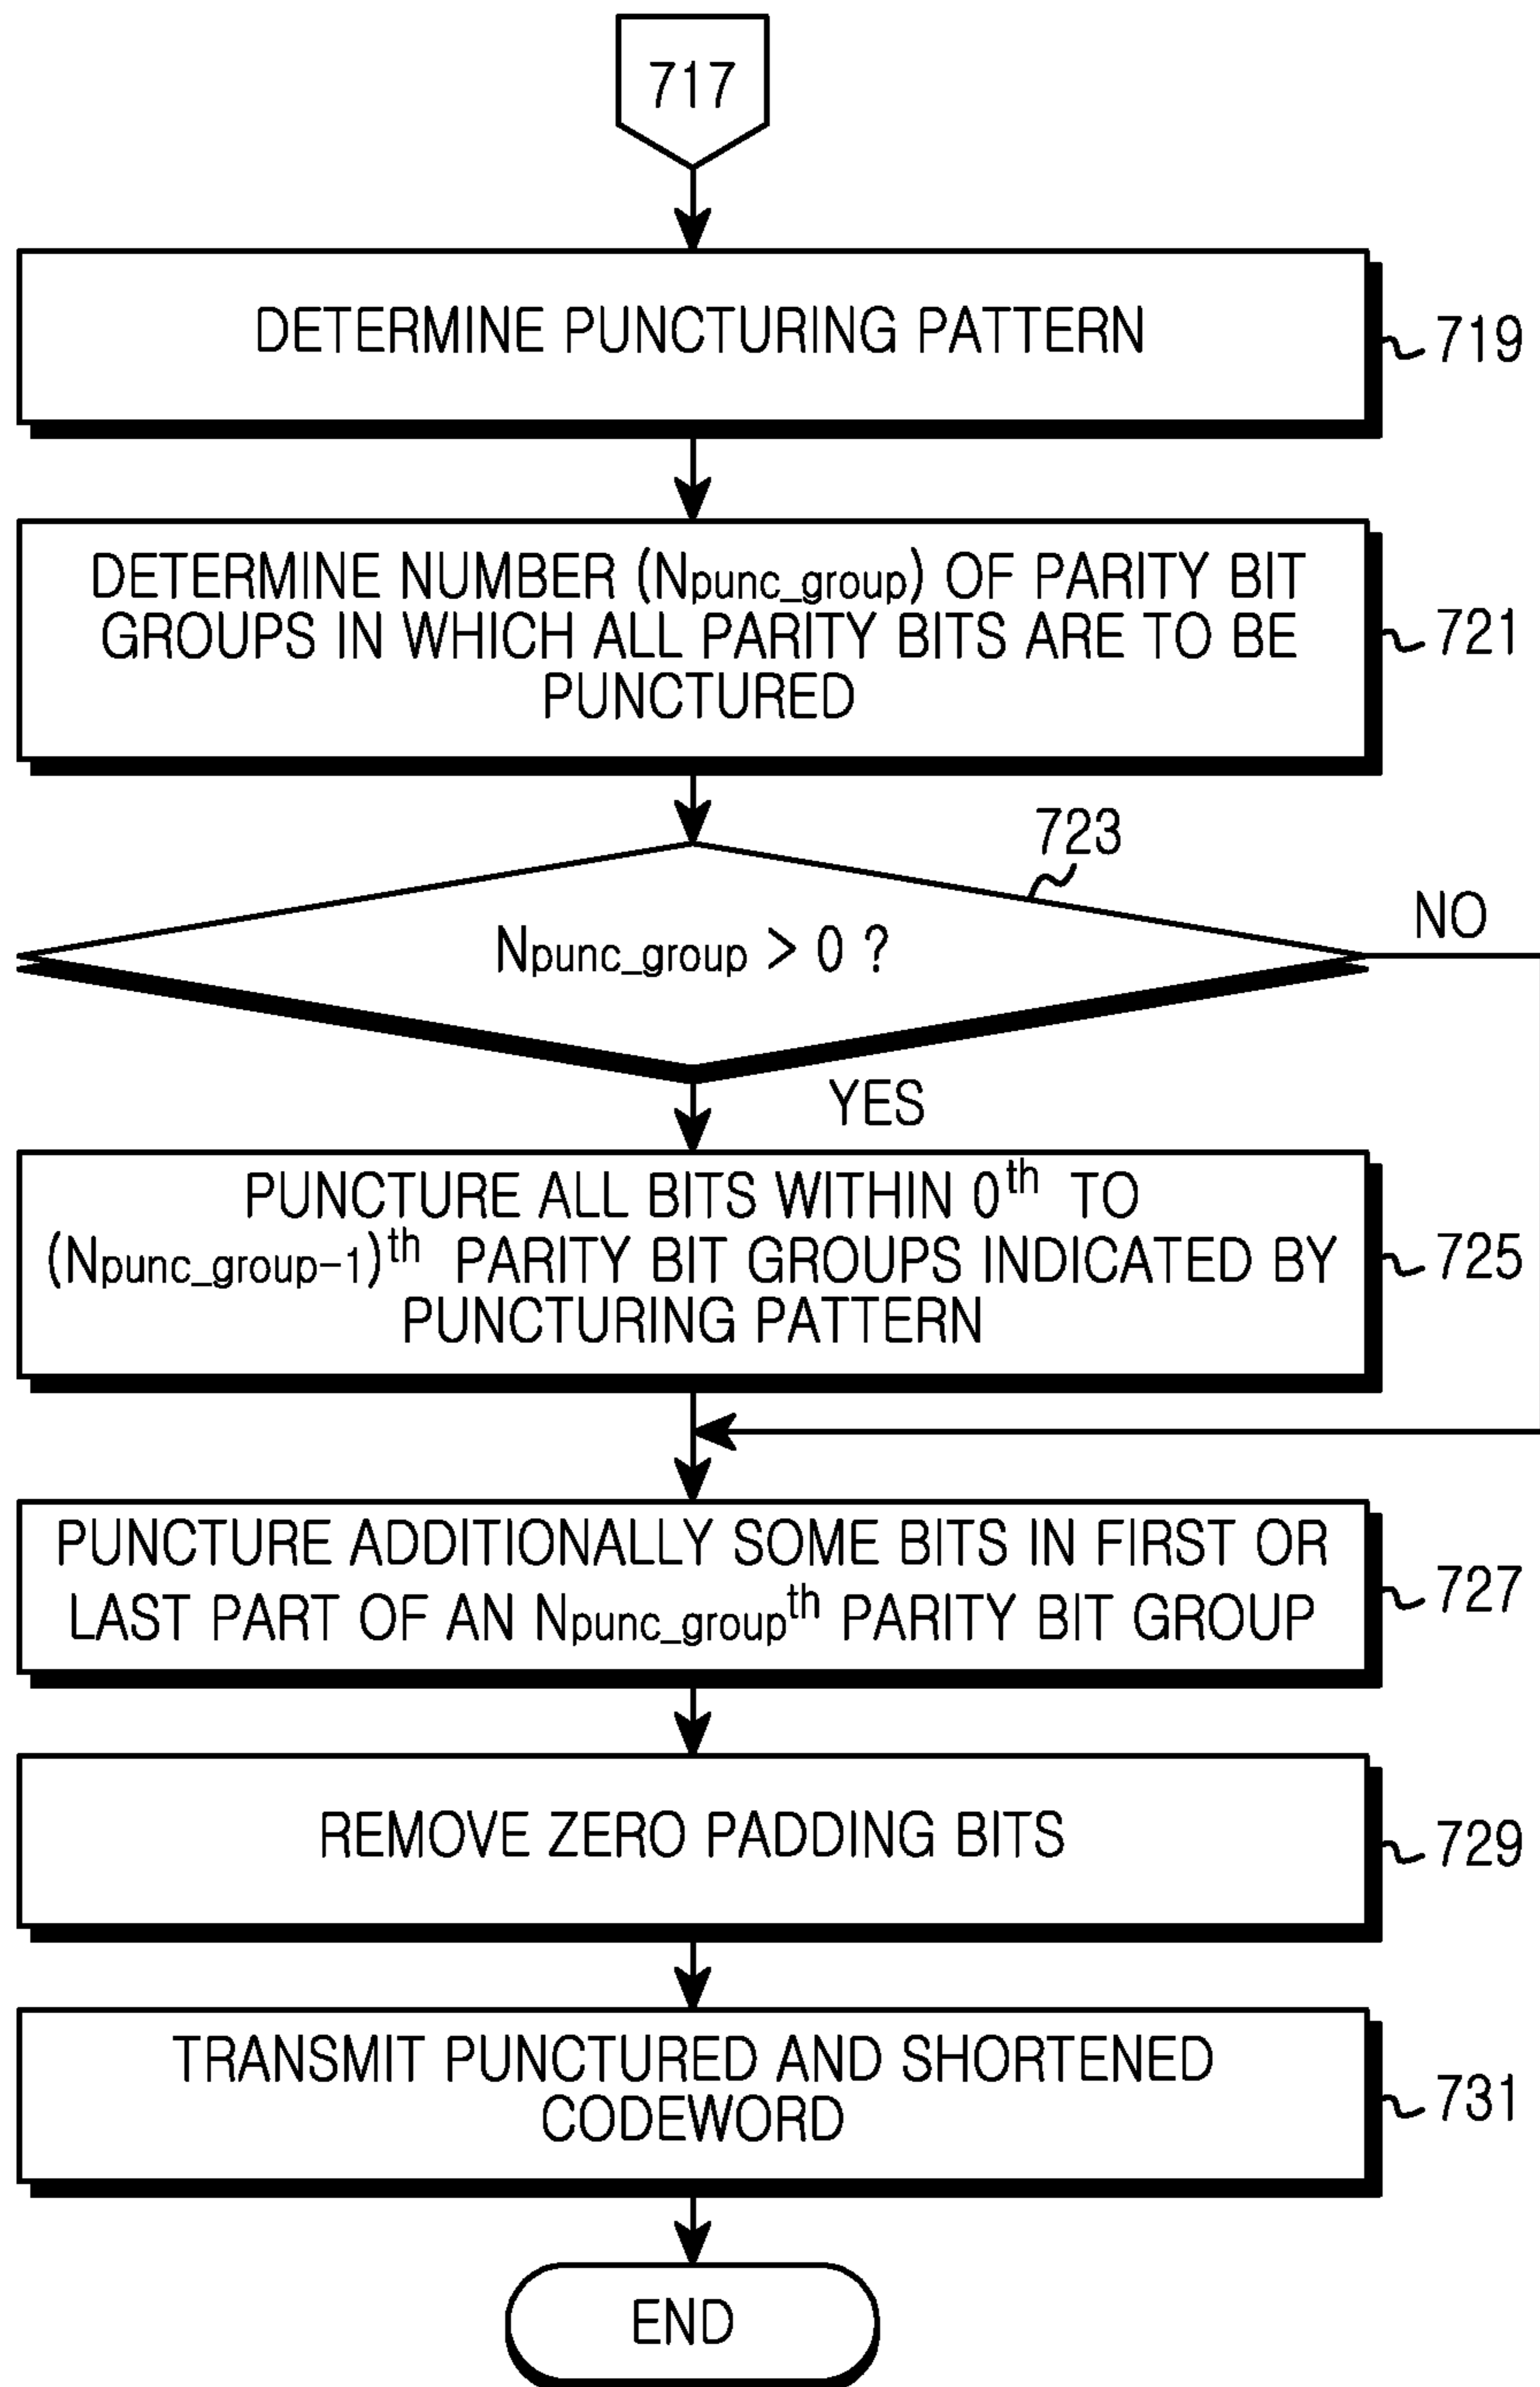 717
DETERMINE PUNCTURING PATTERN
719
DETERMINE NUMBER (Npunc_group) OF PARITY BIT
GROUPS IN WHICH ALL PARITY BITS ARE TO BE
PUNCTURED
721
723
Npunc_group > 0 ?
NO
YES
PUNCTURE ALL BITS WITHIN 0th TO
(Npunc_group-1)th PARITY BIT GROUPS INDICATED BY
PUNCTURING PATTERN
725
PUNCTURE ADDITIONALLY SOME BITS IN FIRST OR
LAST PART OF AN Npunc_groupth PARITY BIT GROUP
727
REMOVE ZERO PADDING BITS
729
TRANSMIT PUNCTURED AND SHORTENED
CODEWORD
731
END